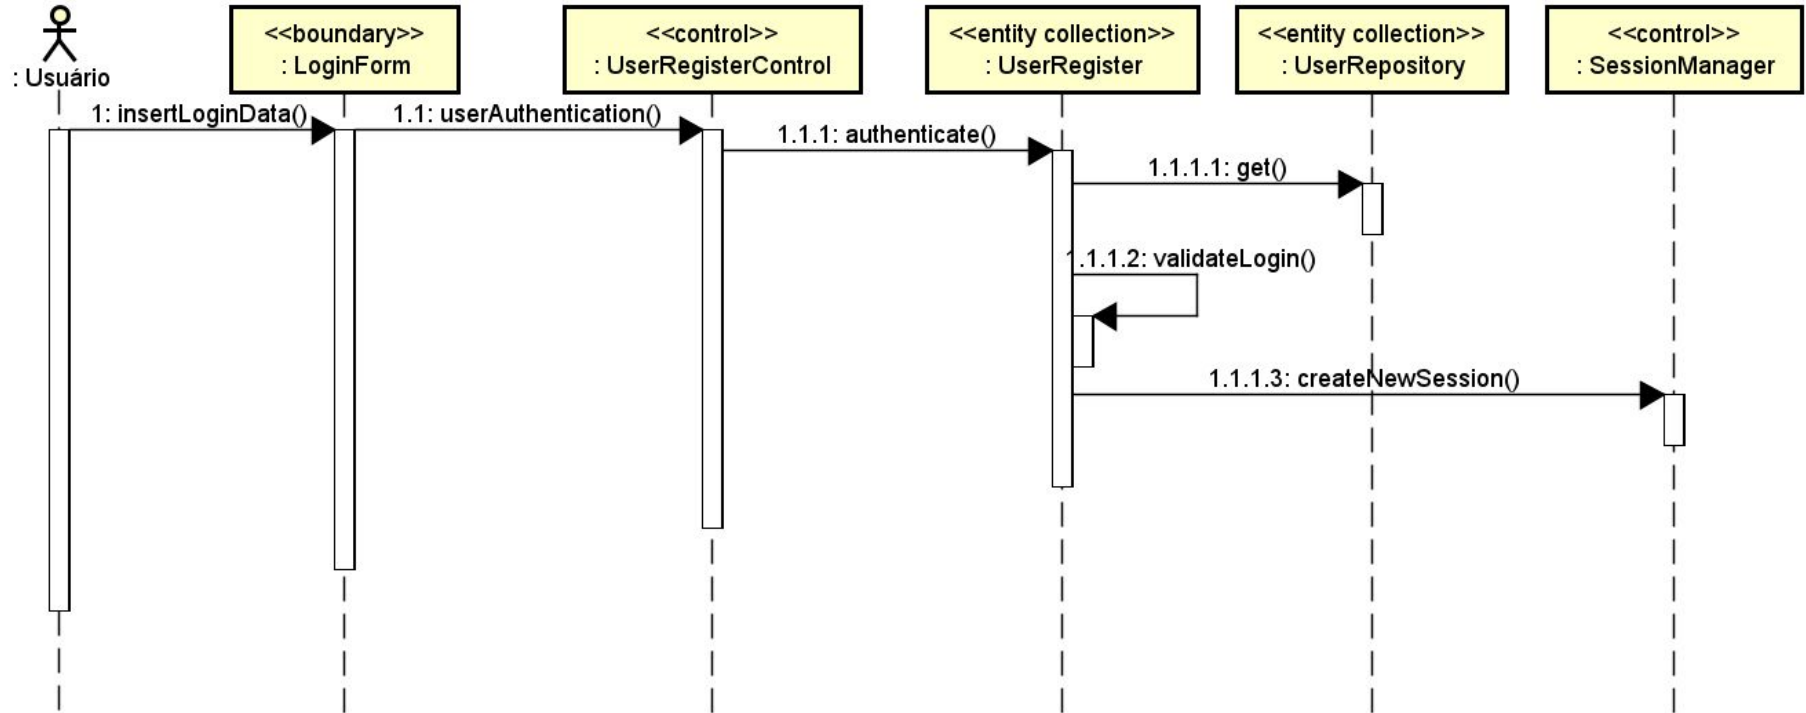 : Usuário
<<boundary>>
: LoginForm
<<control>>
: UserRegisterControl
<<entity collection>>
: UserRegister
<<entity collection>>
: UserRepository
<<control>>
: SessionManager
1: insertLoginData()
1.1: userAuthentication()
1.1.1: authenticate()
1.1.1.1: get()
1.1.1.2: validateLogin()
1.1.1.3: createNewSession()